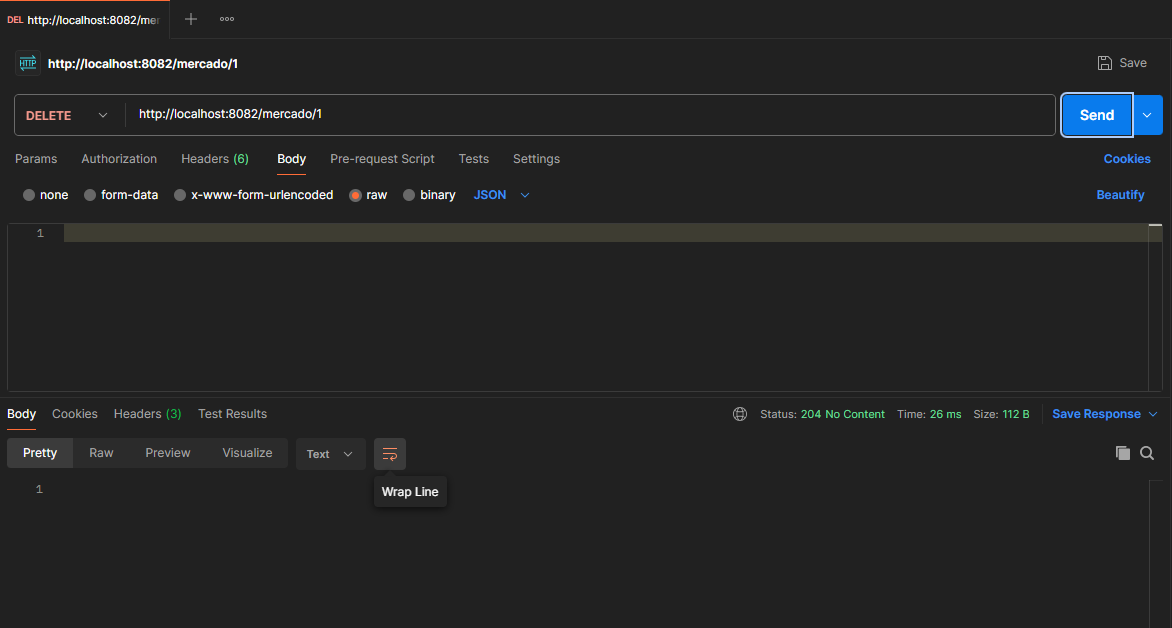 DEL http://localhost:8082/mer
HTTP http://localhost:8082/mercado/1 Save
DELETE http://localhost:8082/mercado/1 Send
Params Authorization Headers (6) Body Pre-request Script Tests Settings Cookies
none form-data x-www-form-urlencoded raw binary JSON Beautify
1
Body Cookies Headers (3) Test Results Status: 204 No Content Time: 26 ms Size: 112 B Save Response
Pretty Raw Preview Visualize Text
1
Wrap Line